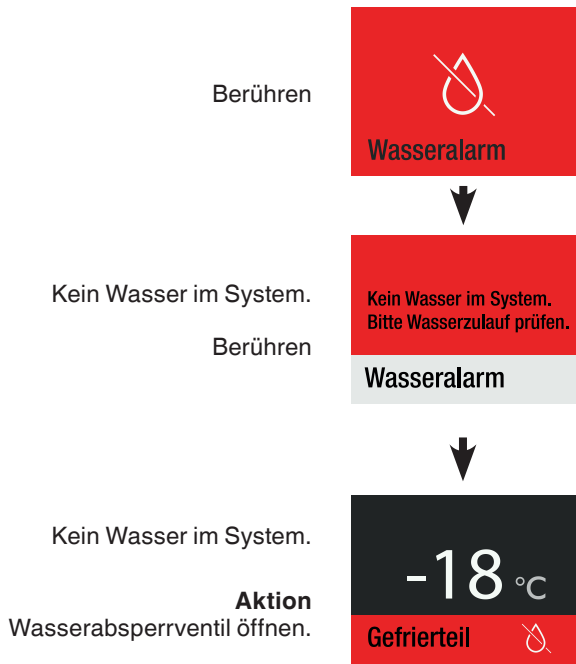 Berühren
Wasseralarm
Kein Wasser im System.
Kein Wasser im System.
Bitte Wasserzulauf prüfen.
Berühren
Wasseralarm
Kein Wasser im System.
-18 °C
Aktion
Wasserabsperrventil öffnen.
Gefrierteil